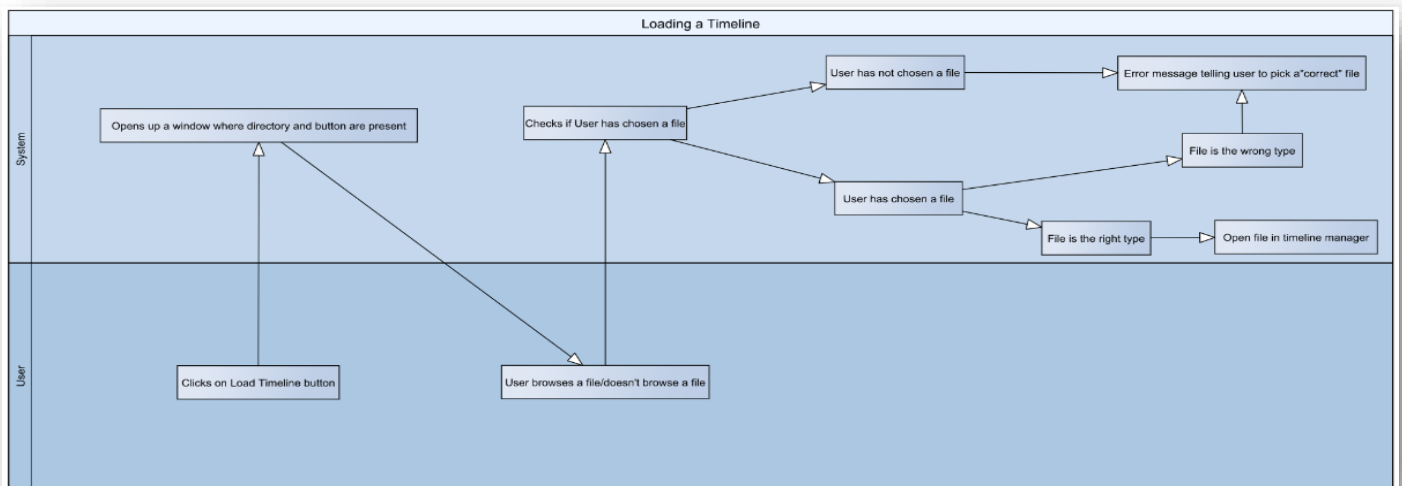 Loading a Timeline
System
User has not chosen a file
Error message telling user to pick a"correct" file
Opens up a window where directory and button are present
Checks if User has chosen a file
File is the wrong type
User has chosen a file
File is the right type
Open file in timeline manager
User
Clicks on Load Timeline button
User browses a file/doesn't browse a file